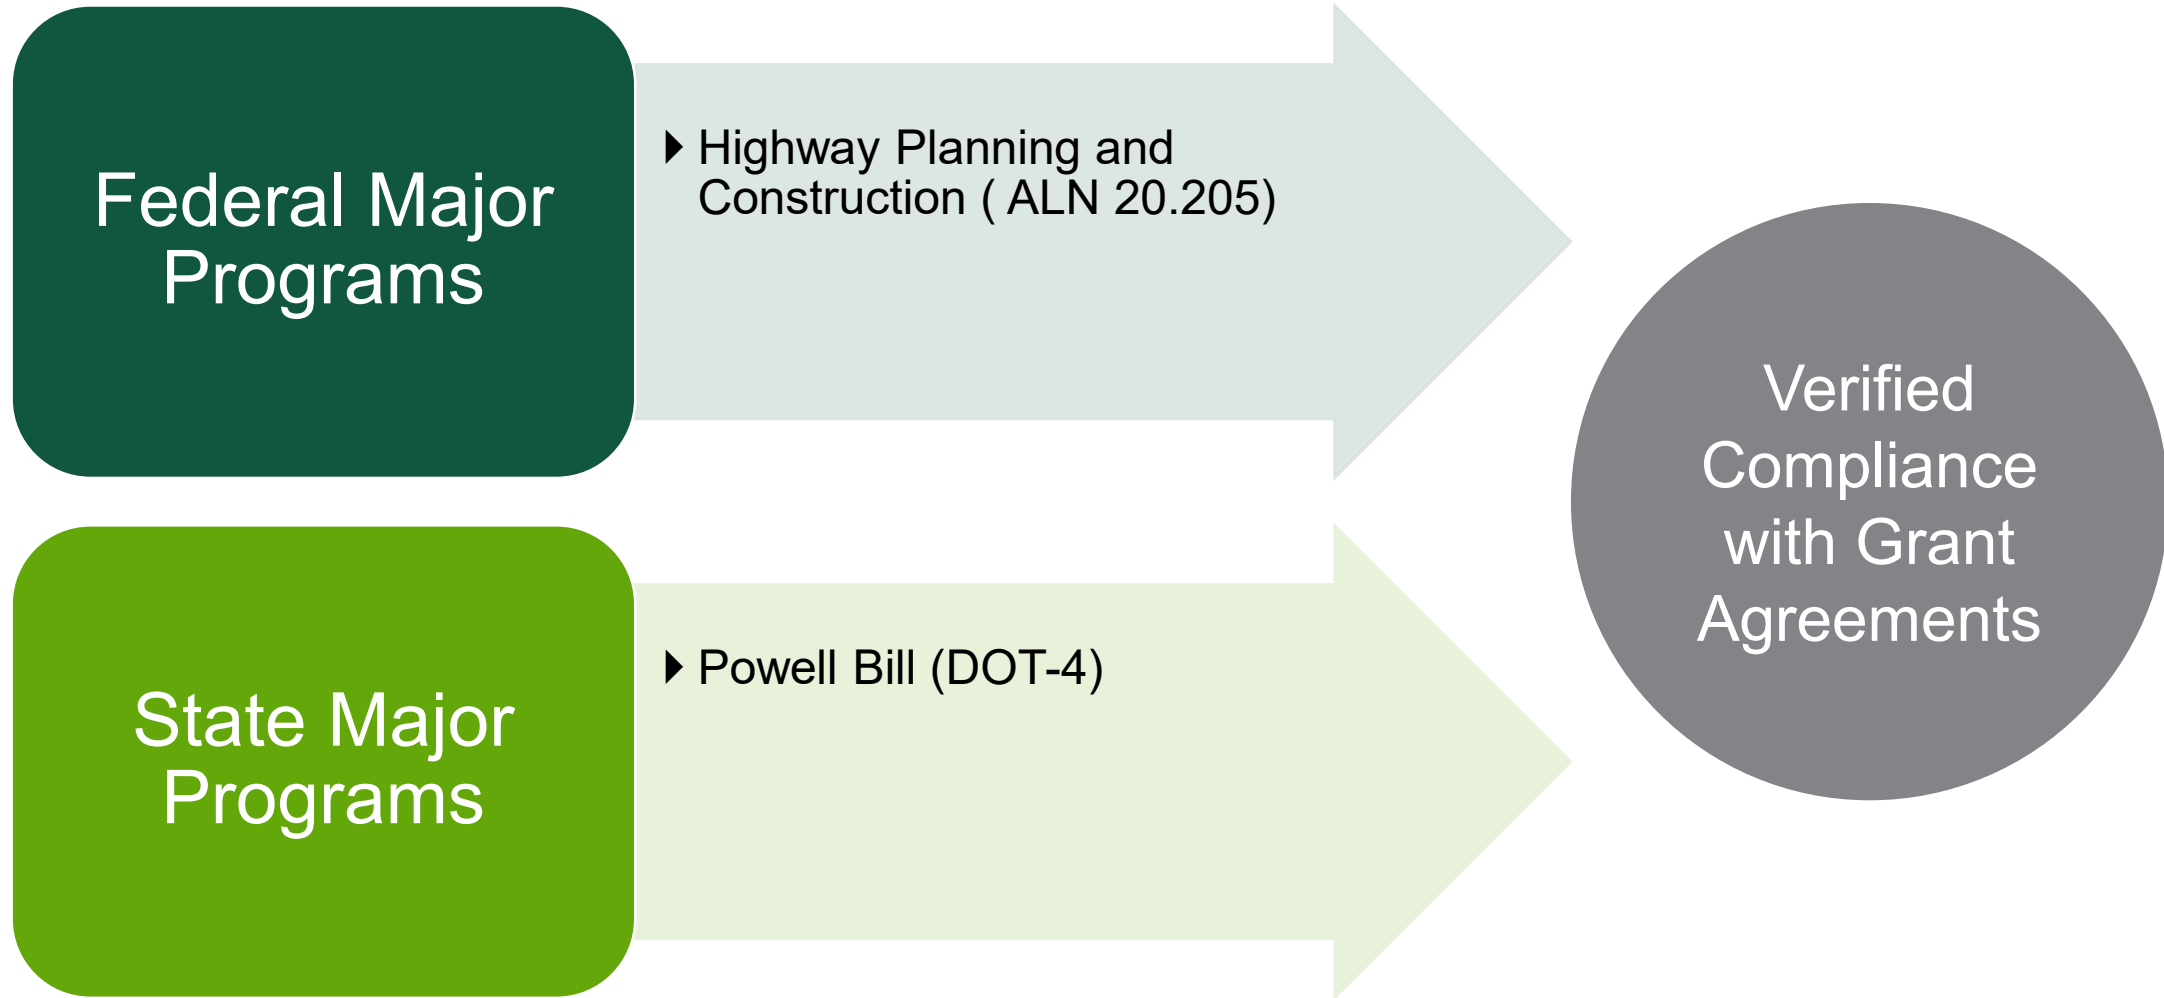 Federal Major
Programs
Highway Planning and
Construction ( ALN 20.205)
State Major
Programs
Powell Bill (DOT-4)
Verified
Compliance
with Grant
Agreements